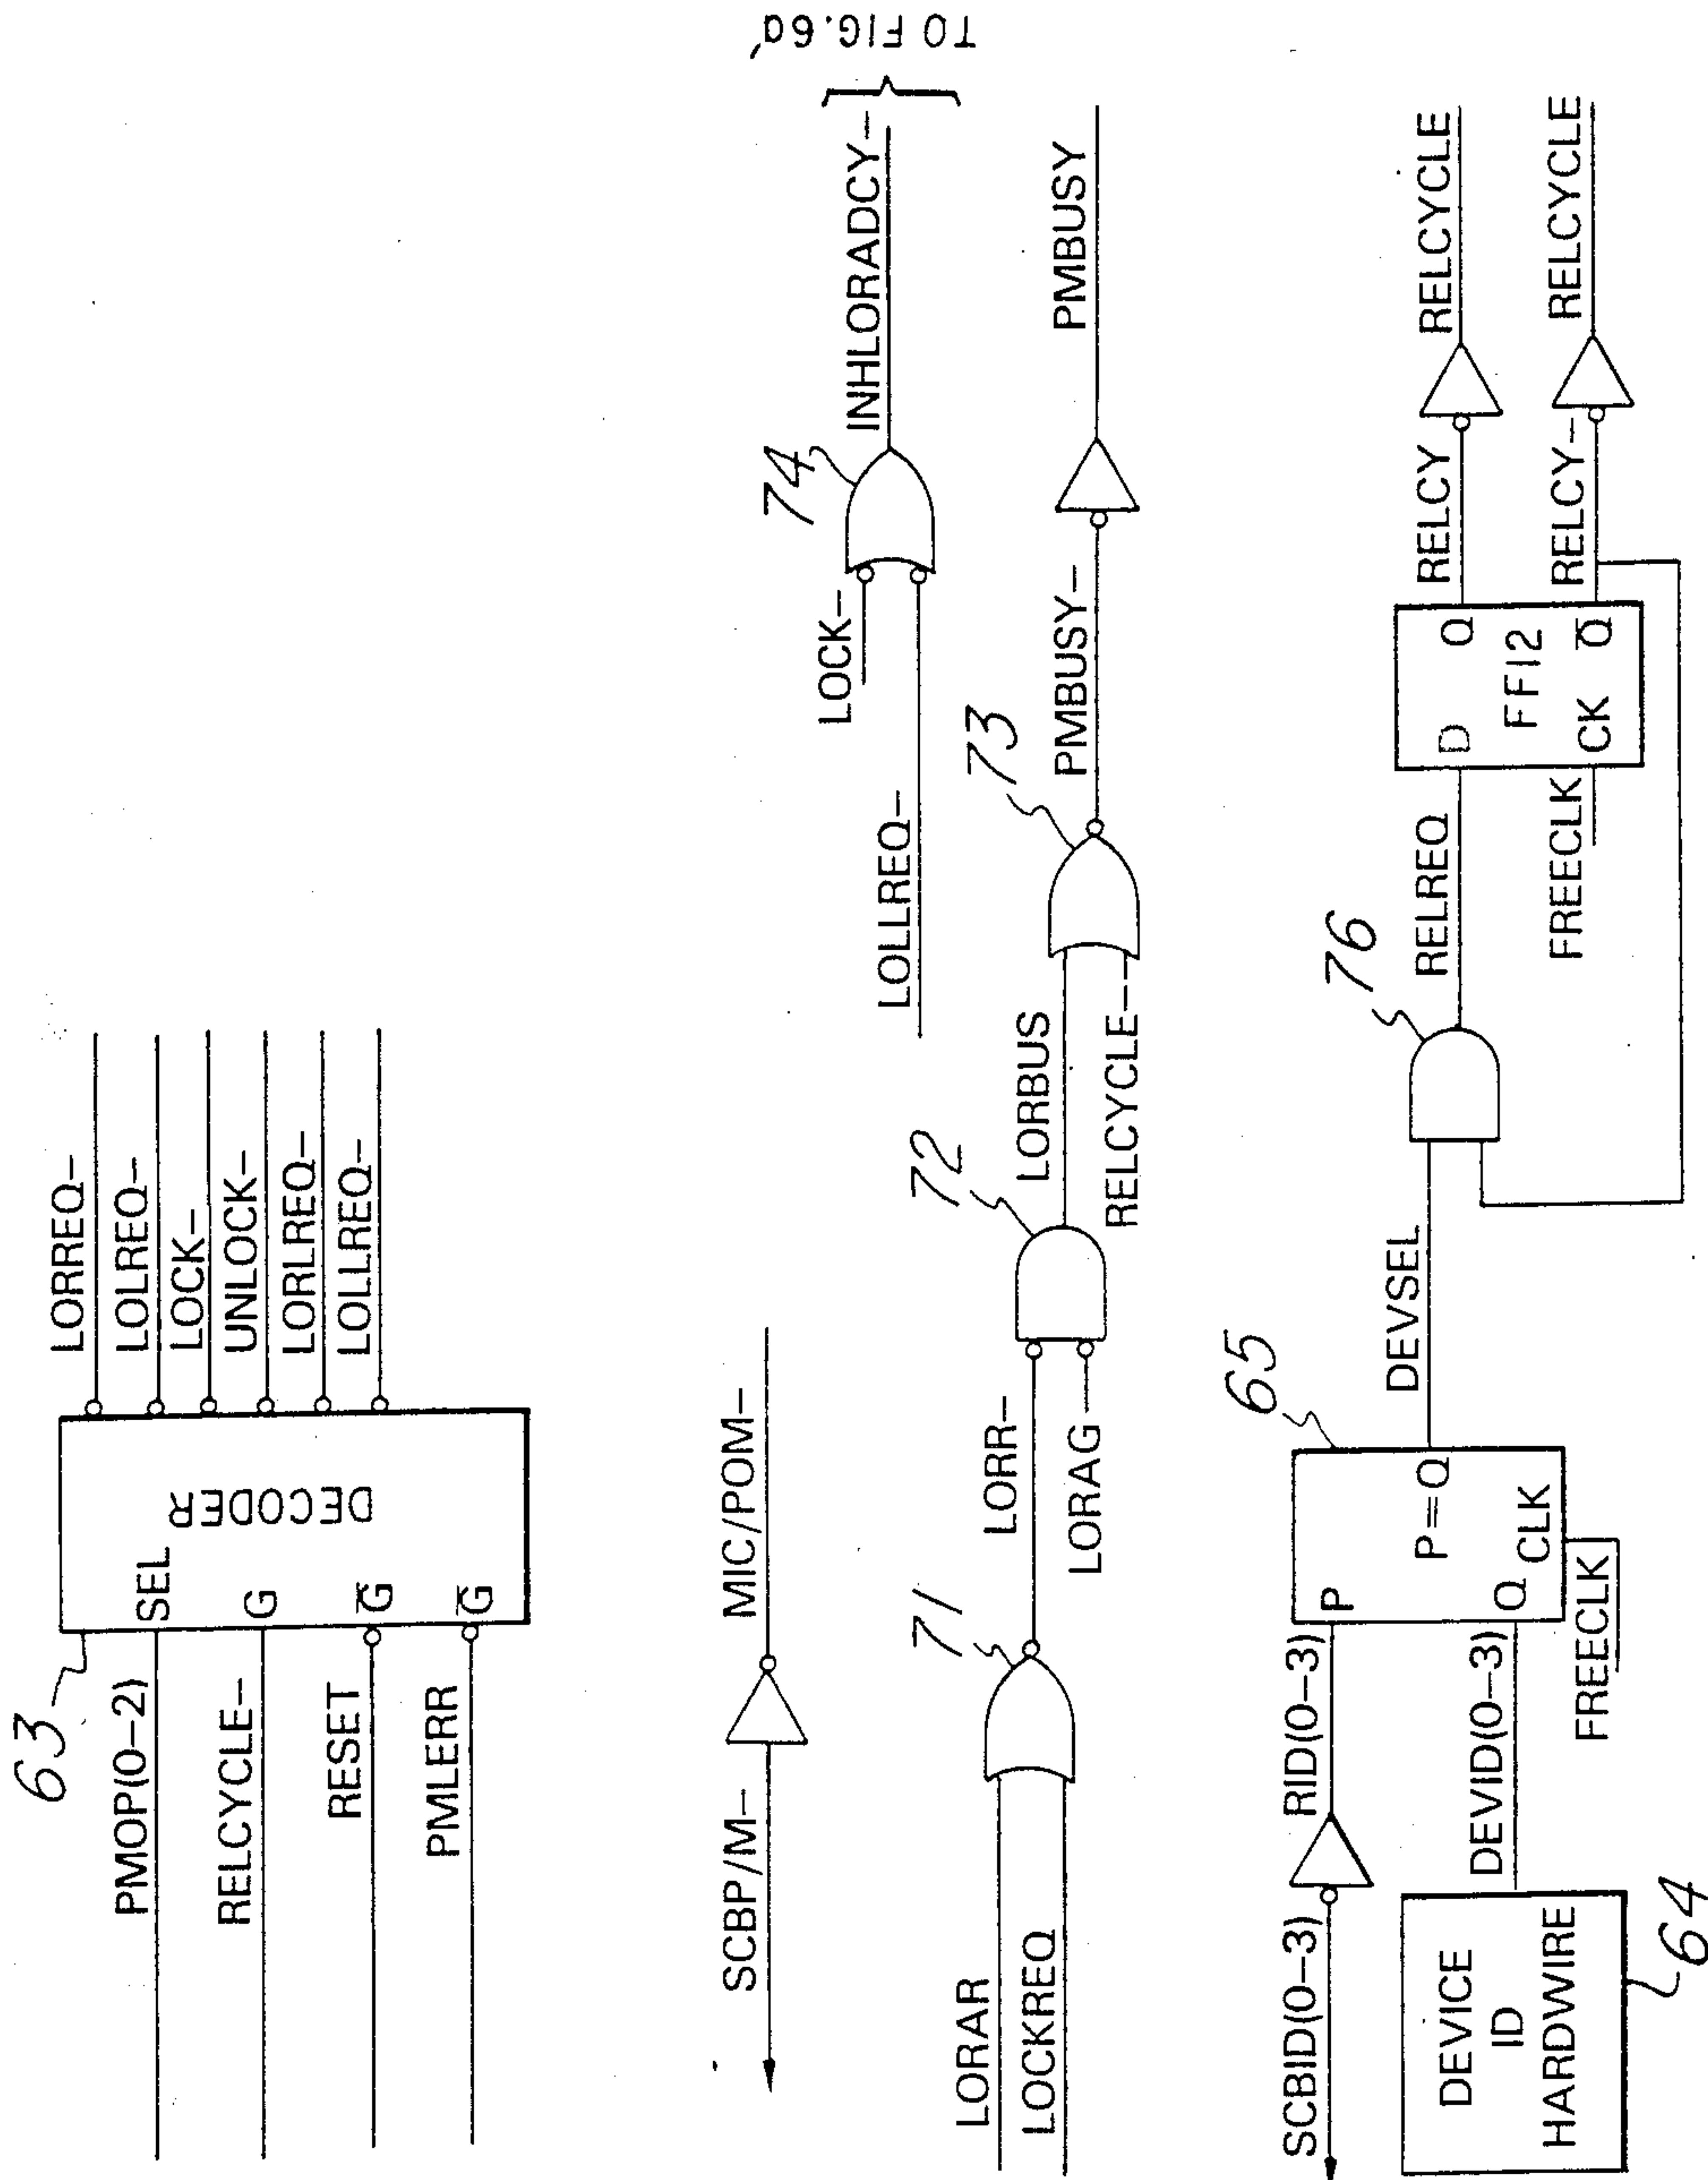 63
PMOP(0-2)
RELCYCLE-
RESET
PMLERR
SEL
G
G̅
G̅
DECODER
LORREQ-
LOLREQ-
LOCK-
UNLOCK-
LORLREQ-
LOLLREQ-
SCBP/M-
MIC/POM-
LOCK-
LOLLREQ-
74
INHLORADCY-
TO FIG.6a'
LORAR
LOCKREQ
71
LORR-
LORAG
72
LORBUS
RELCYCLE--
73
PMBUSY-
PMBUSY
SCBID(0-3)
RID(0-3)
DEVICE
ID
HARDWIRE
64
DEVID(0-3)
P
P=Q
Q
CLK
FREECLK
65
DEVSEL
76
RELREQ
FREECLK
D
Q
FF12
CK
Q̅
RELCY
RELCYCLE
RELCY-
RELCYCLE